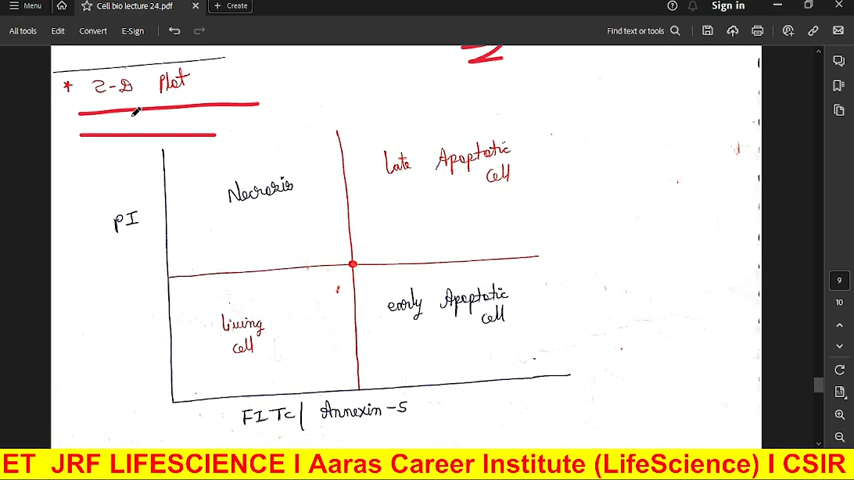 Menu
Cell bio lecture 24.pdf
Create
Sign in
All tools
Edit
Convert
E-Sign
Find text or tools
* 2-D Plot
Necrosis
Late Apoptotic
cell
PI
Living
cell
early Apoptotic
cell
FITC/ Annexin-5
9
10
ET JRF LIFESCIENCE I Aaras Career Institute (LifeScience) I CSIR